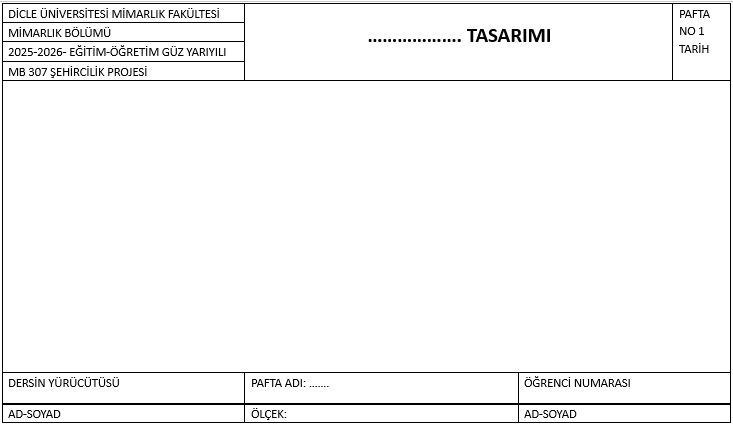 DİCLE ÜNİVERSİTESİ MİMARLIK FAKÜLTESİ
MİMARLIK BÖLÜMÜ
2025-2026- EĞİTİM-ÖĞRETİM GÜZ YARIYILI
MB 307 ŞEHİRCİLİK PROJESİ
................... TASARIMI
PAFTA
NO 1
TARİH
DERSİN YÜRÜCÜTÜSÜ
PAFTA ADI: .......
ÖĞRENCİ NUMARASI
AD-SOYAD
ÖLÇEK:
AD-SOYAD